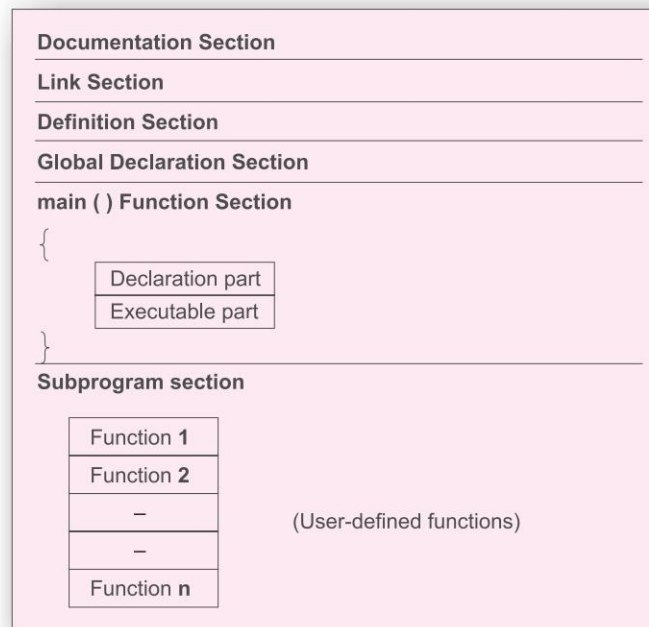 Documentation Section
Link Section
Definition Section
Global Declaration Section
main ( ) Function Section
{
Declaration part
Executable part
}
Subprogram section
Function 1
Function 2
–
(User-defined functions)
–
Function n